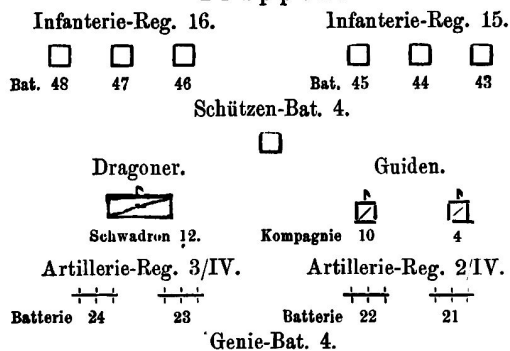 Infanterie-Reg. 16. Infanterie-Reg. 15.
Bat. 48 47 46 Bat. 45 44 43
Schützen-Bat. 4.
Dragoner. Guiden.
Schwadron 12. Kompagnie 10 4
Artillerie-Reg. 3/IV. Artillerie-Reg. 2/IV.
Batterie 24 23 Batterie 22 21
Genie-Bat. 4.